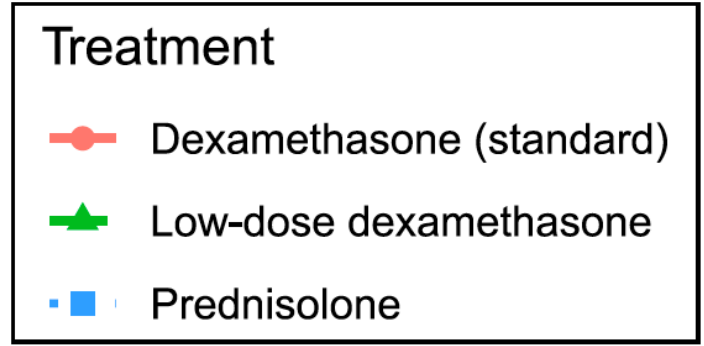 Treatment
Dexamethasone (standard)
Low-dose dexamethasone
Prednisolone